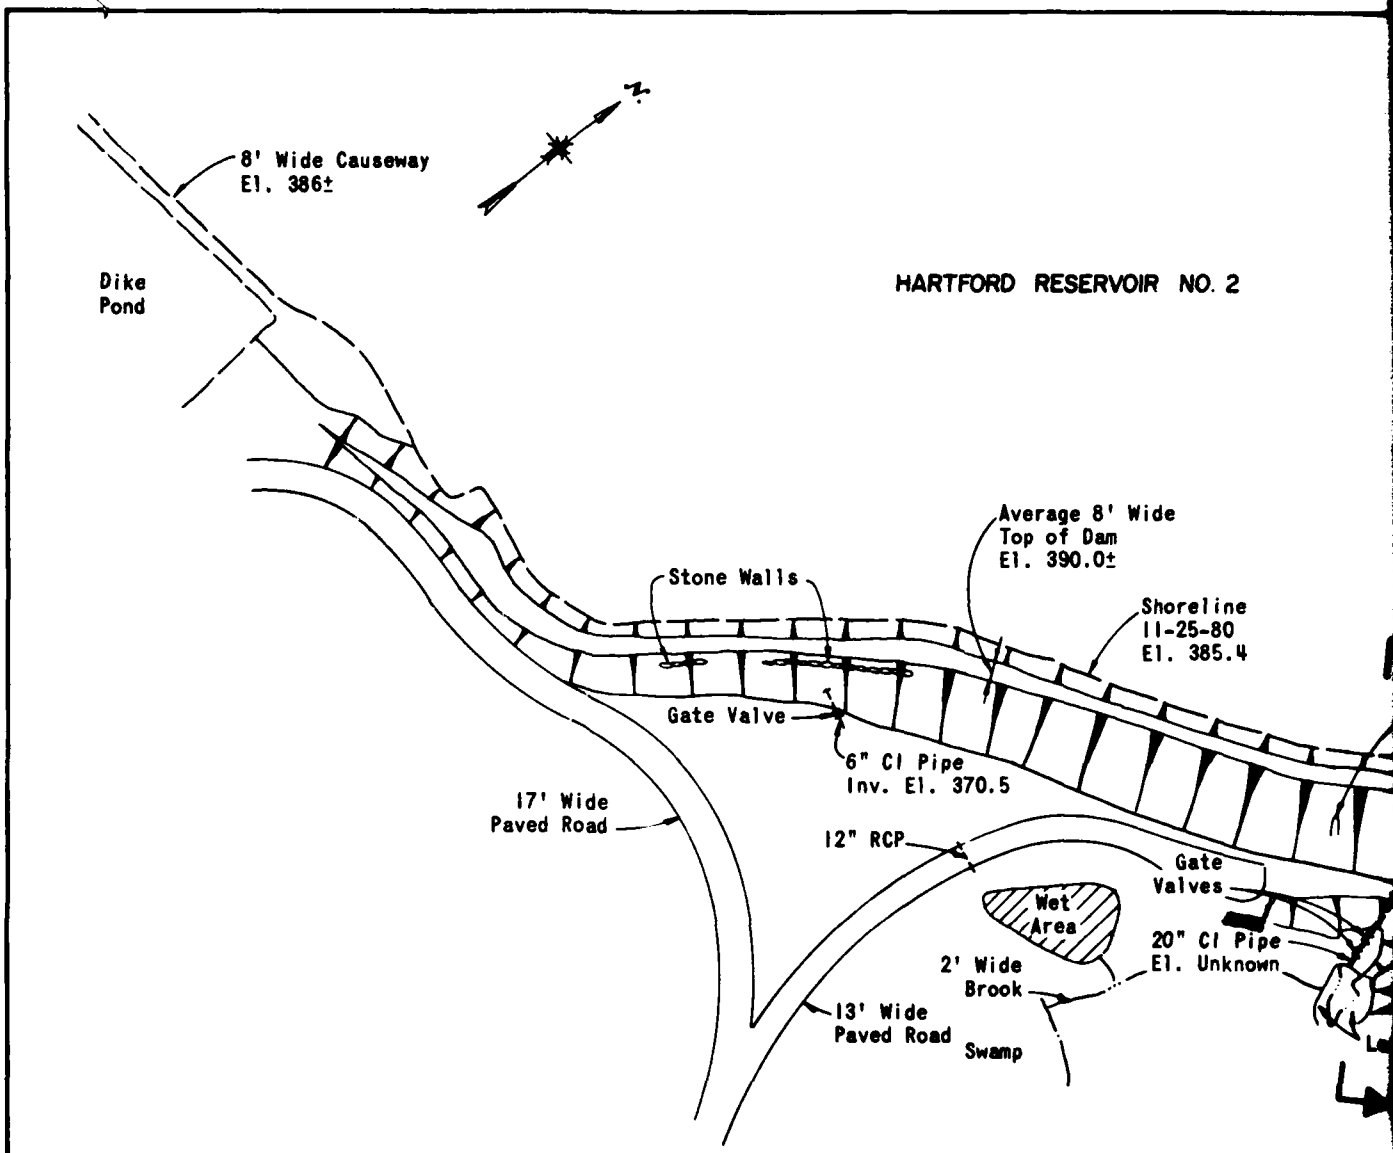 N.
8' Wide Causeway
El. 386±
Dike
Pond
HARTFORD RESERVOIR NO. 2
Average 8' Wide
Top of Dam
El. 390.0±
Stone Walls
Shoreline
11-25-80
El. 385.4
Gate Valve
6" CI Pipe
Inv. El. 370.5
17' Wide
Paved Road
12" RCP
Gate
Valves
Wet
Area
20" CI Pipe
El. Unknown
2' Wide
Brook
13' Wide
Paved Road
Swamp